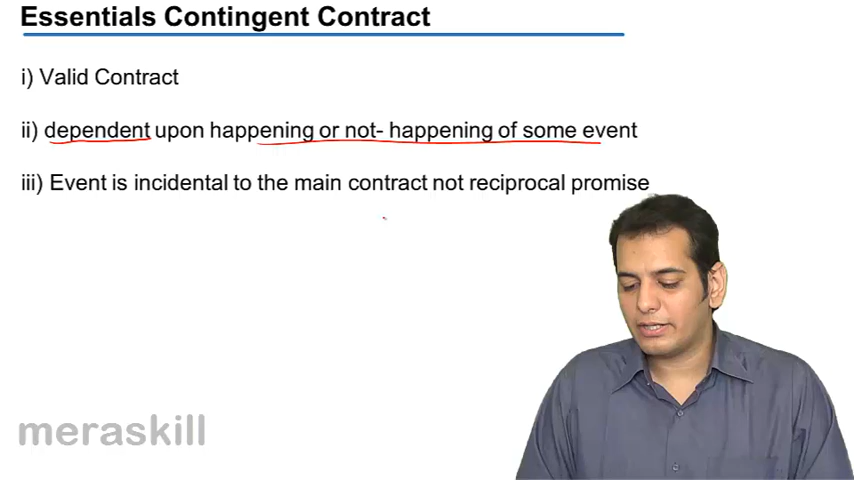 Essentials Contingent Contract
i) Valid Contract
ii) dependent upon happening or not- happening of some event
iii) Event is incidental to the main contract not reciprocal promise
meraskill